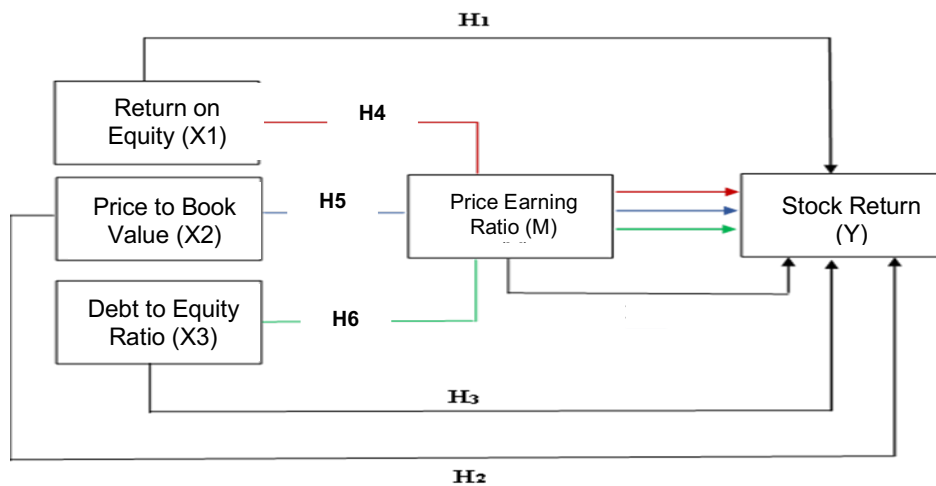 H1
Return on
Equity (X1)
H4
Price to Book
Value (X2)
H5
Price Earning
Ratio (M)
Stock Return
(Y)
Debt to Equity
Ratio (X3)
H6
H3
H2